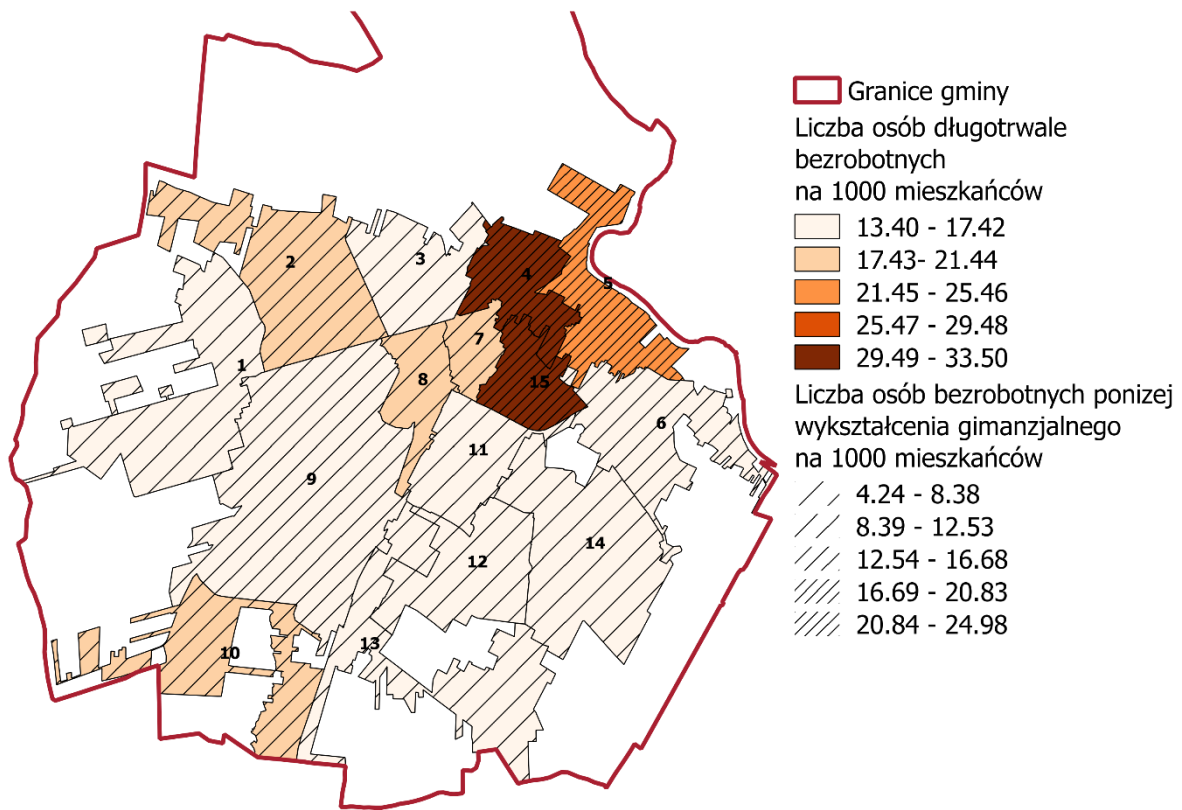 Granice gminy
Liczba osób długotrwale
bezrobotnych
na 1000 mieszkańców
13.40 - 17.42
17.43- 21.44
21.45 - 25.46
25.47 - 29.48
29.49 - 33.50
Liczba osób bezrobotnych ponizej
wykształcenia gimanzjalnego
na 1000 mieszkańców
4.24 - 8.38
8.39 - 12.53
12.54 - 16.68
16.69 - 20.83
20.84 - 24.98
2
3
4
5
1
7
8
15
6
11
9
14
12
13
10